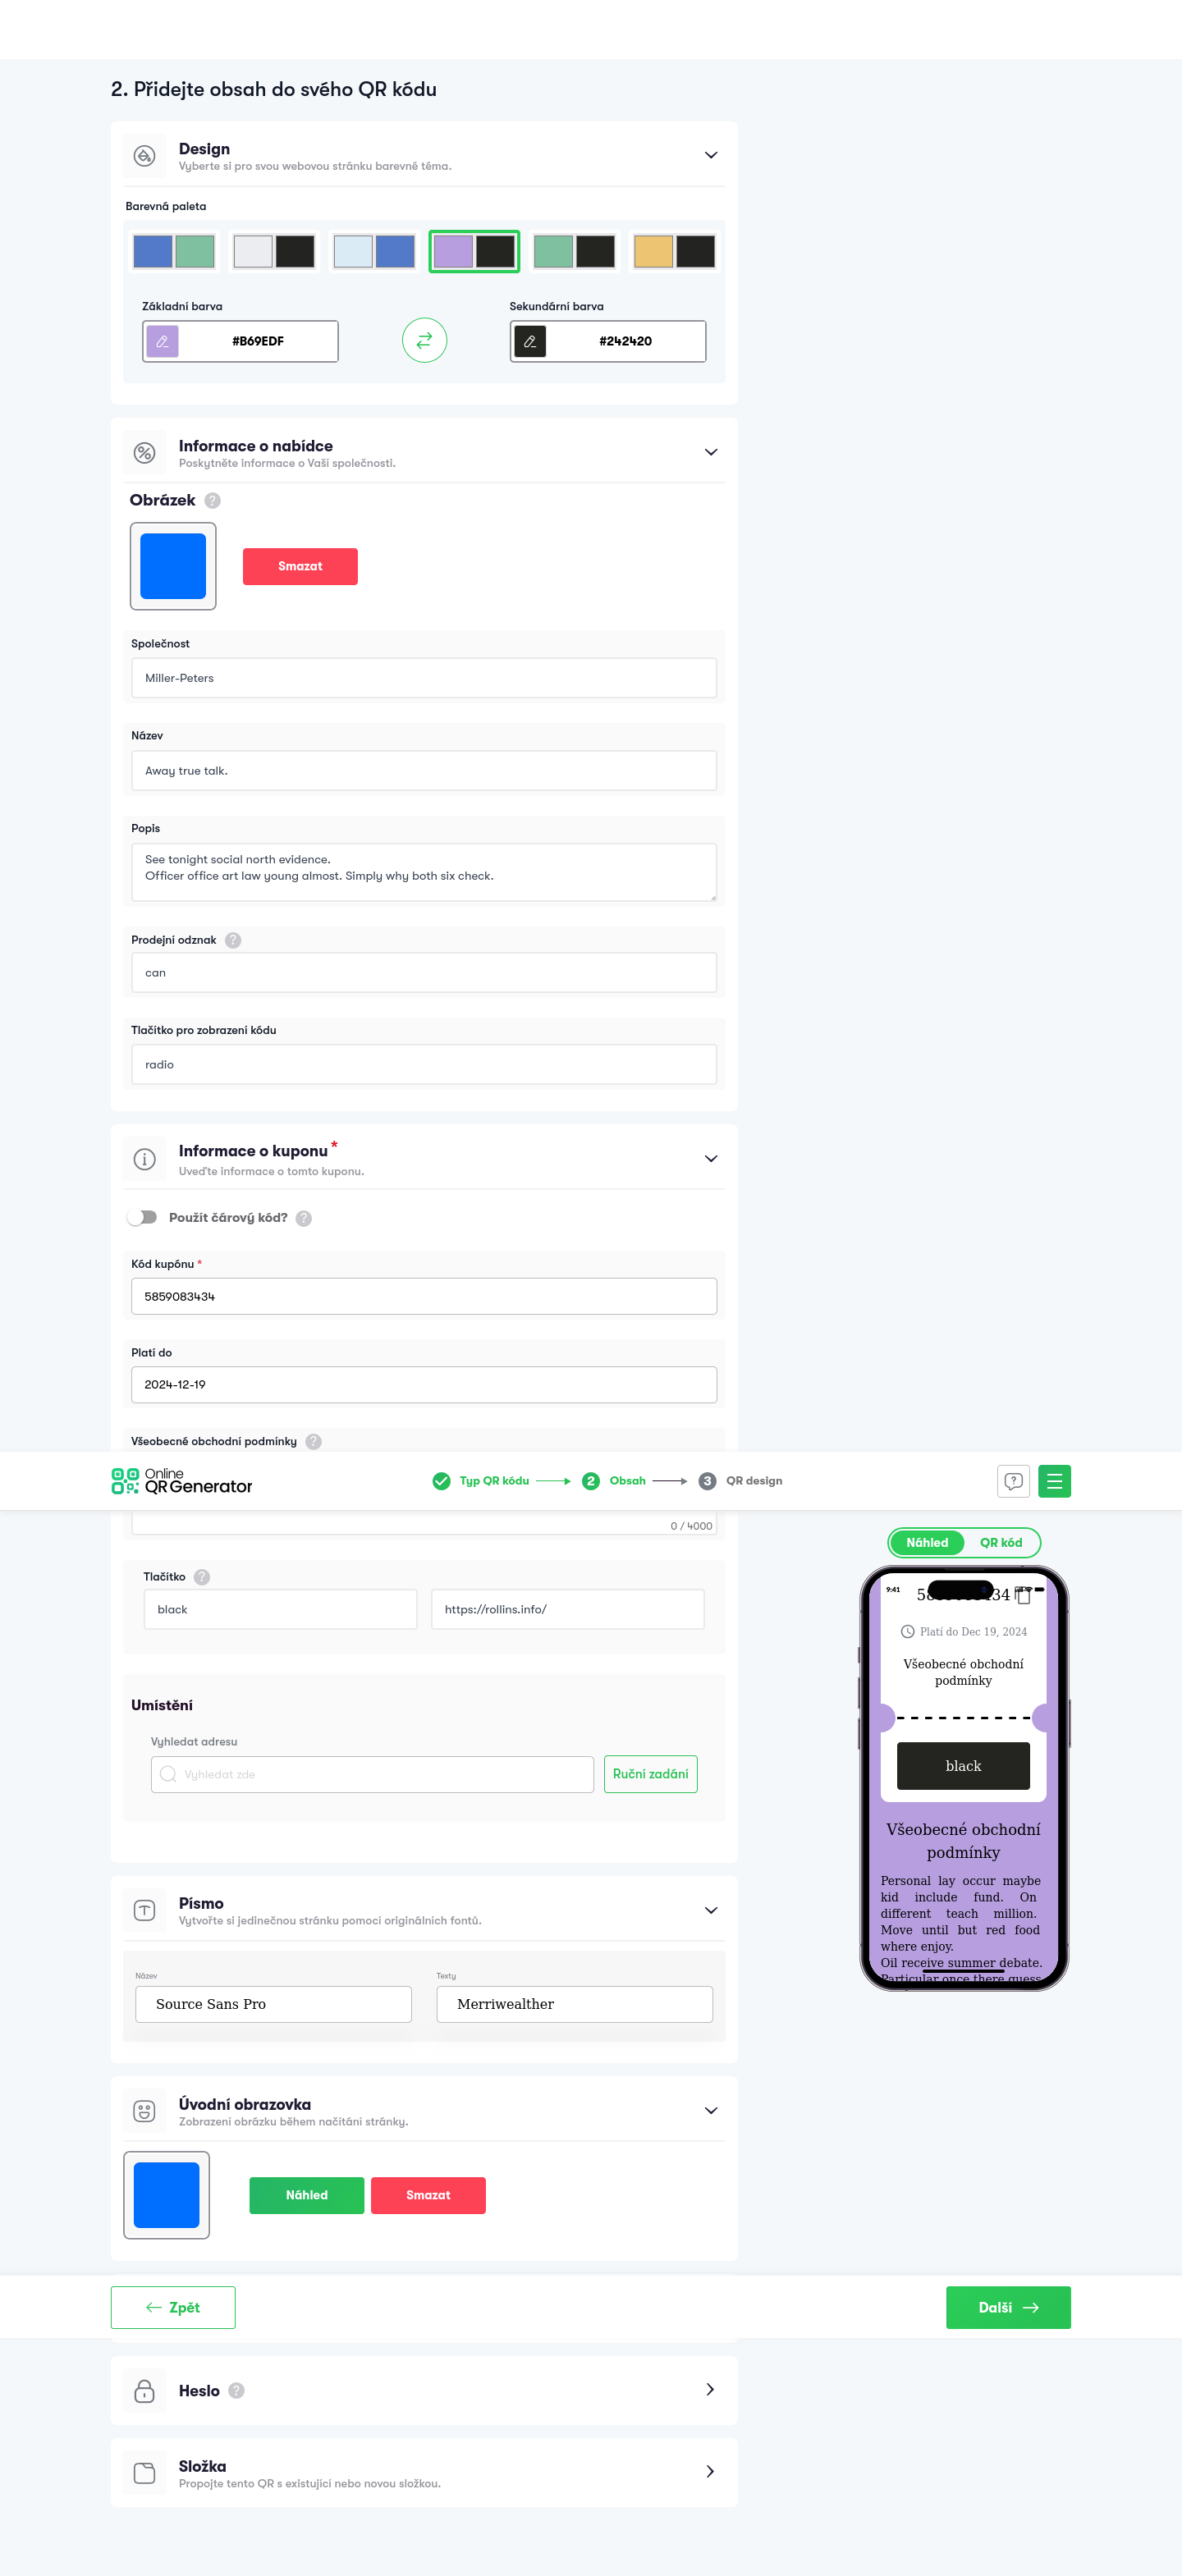 2. Přidejte obsah do svého QR kódu
Design
Vyberte si pro svou webovou stránku barevné téma.
Barevná paleta
Základní barva
Sekundární barva
#B69EDF
#242420
Informace o nabídce
Poskytněte informace o Vaší společnosti.
Obrázek ?
Smazat
Společnost
Miller-Peters
Název
Away true talk.
Popis
See tonight social north evidence.
Officer office art law young almost. Simply why both six check.
Prodejní odznak ?
can
Tlačítko pro zobrazení kódu
radio
Informace o kuponu *
Uveďte informace o tomto kuponu.
Použít čárový kód? ?
Kód kupónu *
5859083434
Platí do
2024-12-19
Všeobecné obchodní podmínky ?
Online
QR Generator
Typ QR kódu
2 Obsah
3 QR design
0 / 4000
Tlačítko ?
black
https://rollins.info/
Umístění
Vyhledat adresu
Vyhledat zde
Ruční zadání
Náhled
QR kód
9:41
Platí do Dec 19, 2024
Všeobecné obchodní
podmínky
black
Všeobecné obchodní
podmínky
Personal lay occur maybe
kid include fund. On
different teach million.
Move until but red food
where enjoy.
Oil receive summer debate.
Particular once there guess
Písmo
Vytvořte si jedinečnou stránku pomocí originálních fontů.
Název
Texty
Source Sans Pro
Merriwealther
Úvodní obrazovka
Zobrazení obrázku během načítání stránky.
Náhled
Smazat
Zpět
Další
Heslo ?
Složka
Propojte tento QR s existující nebo novou složkou.